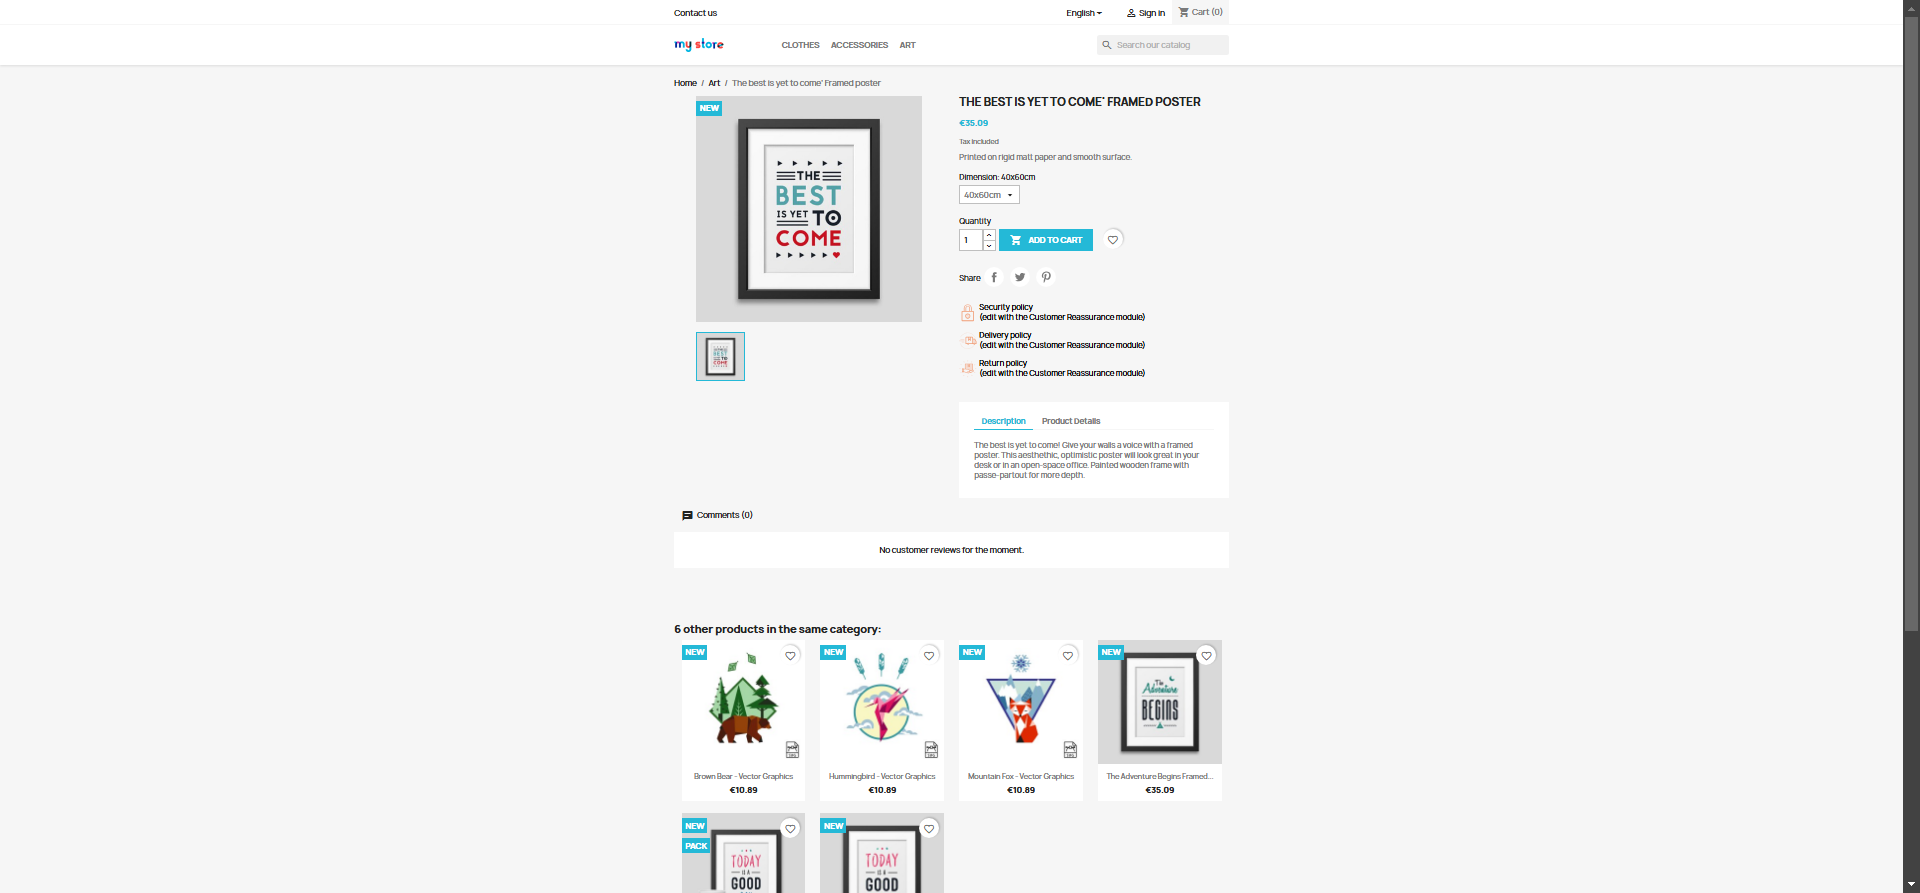 Contact us
English
Sign in
Cart (0)
my store
CLOTHES
ACCESSORIES
ART
Search our catalog
Home / Art / The best is yet to come' Framed poster
NEW
THE
BEST
IS YET TO
COME
THE BEST IS YET TO COME' FRAMED POSTER
€35.09
Tax included
Printed on rigid matt paper and smooth surface.
Dimension: 40x60cm
40x60cm
Quantity
1
ADD TO CART
Share
Security policy
(edit with the Customer Reassurance module)
Delivery policy
(edit with the Customer Reassurance module)
Return policy
(edit with the Customer Reassurance module)
BEST
TO
COME
Description
Product Details
The best is yet to come! Give your walls a voice with a framed
poster. This aesthethic, optimistic poster will look great in your
desk or in an open-space office. Painted wooden frame with
passe-partout for more depth.
Comments (0)
No customer reviews for the moment.
6 other products in the same category:
NEW
Brown Bear - Vector Graphics
€10.89
NEW
Hummingbird - Vector Graphics
€10.89
NEW
Mountain Fox - Vector Graphics
€10.89
NEW
The
Adventure
BEGINS
The Adventure Begins Framed...
€35.09
NEW
PACK
TODAY
IS A
GOOD
NEW
TODAY
IS A
GOOD